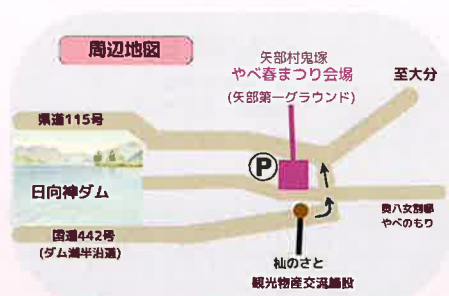 周辺地図
矢部村鬼塚
やべ春まつり会場
(矢部第一グラウンド)
至大分
県道115号
P
日向神ダム
奥八女別邸
やべのもり
国道442号
(ダム湖半沿道)
杣のさと
観光物産交流施設